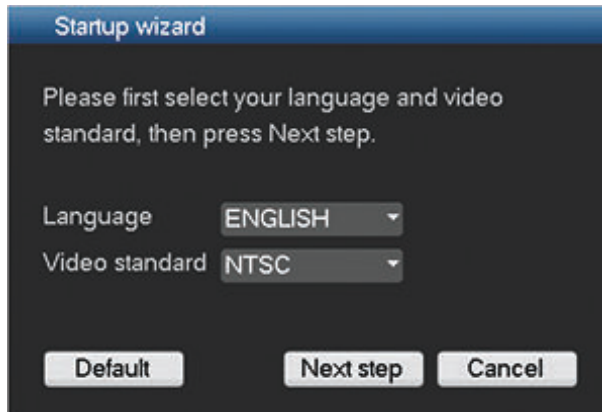 Startup wizard
Please first select your language and video
standard, then press Next step.
Language ENGLISH
Video standard NTSC
Default Next step Cancel